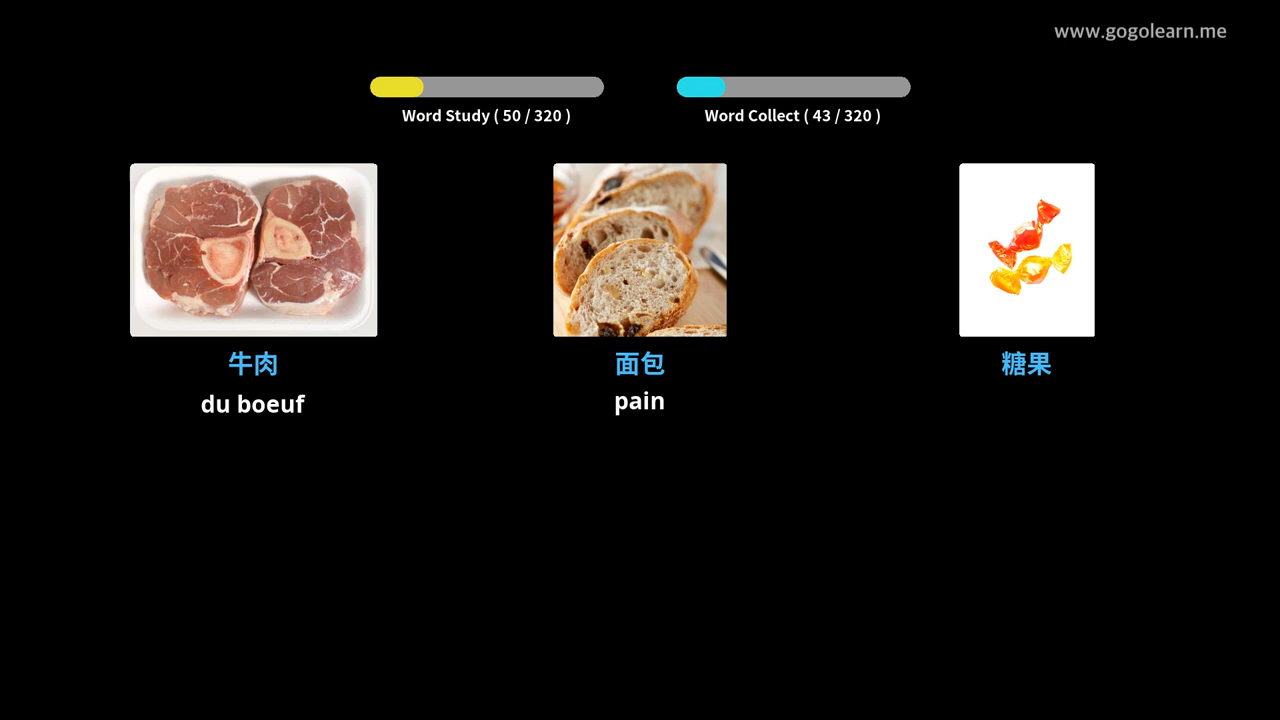 www.gogolearn.me
Word Study ( 50 / 320 )
Word Collect ( 43 / 320 )
牛肉
面包
糖果
du boeuf
pain